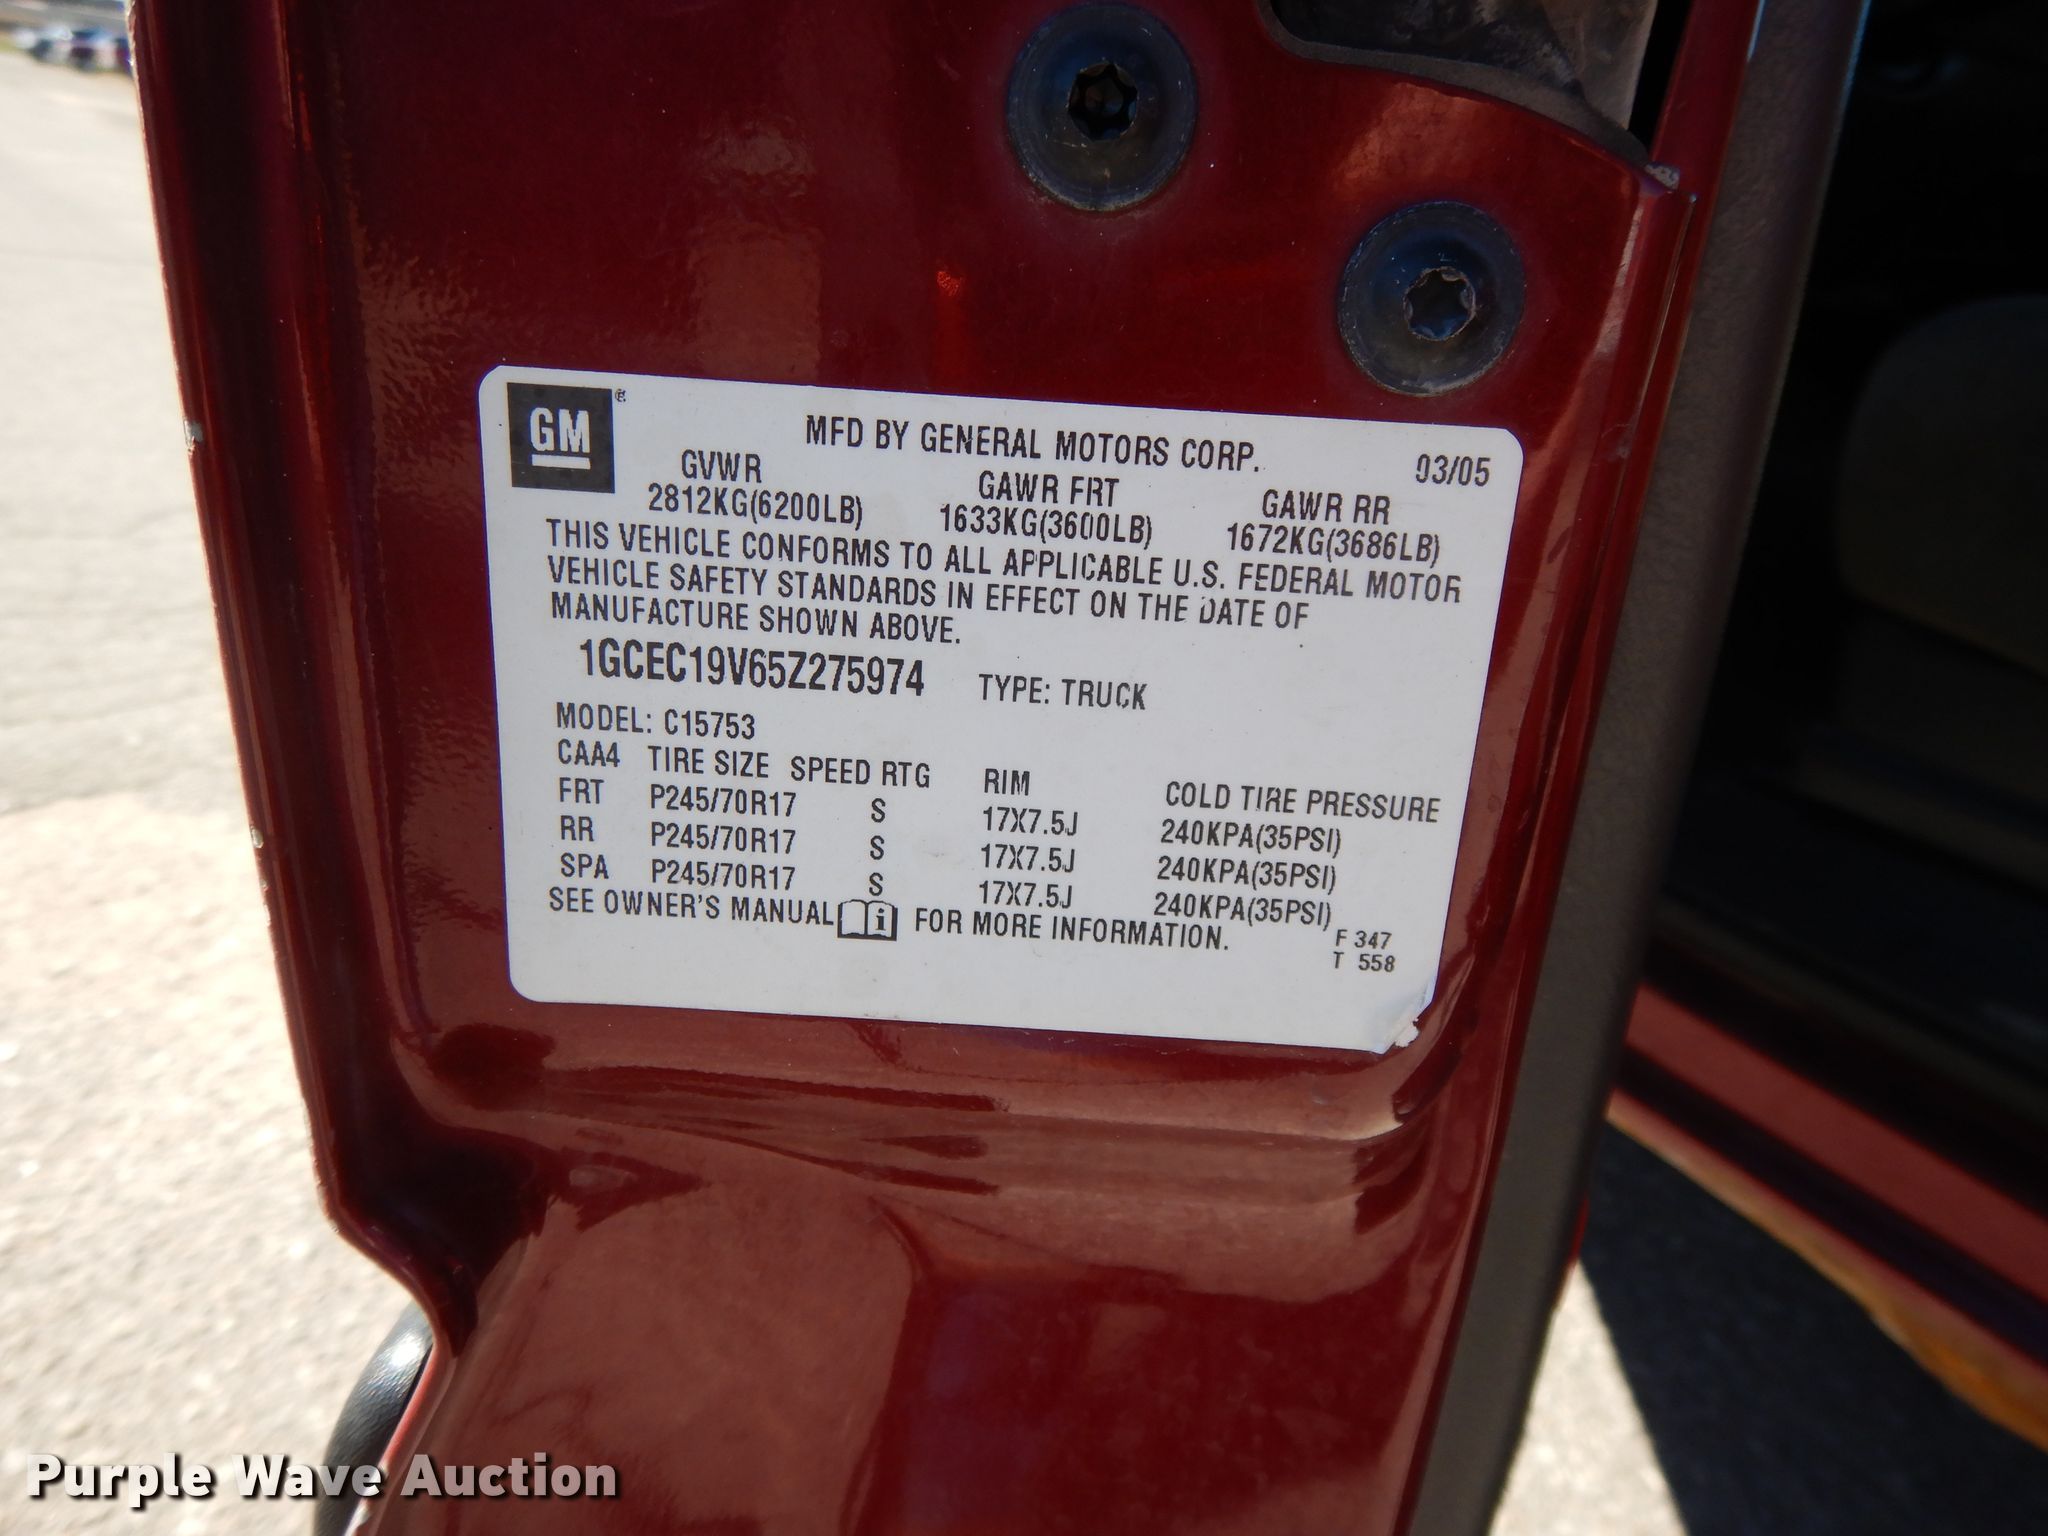 GM ®
MFD BY GENERAL MOTORS CORP. 03/05
GVWR GAWR FRT GAWR RR
2812KG(6200LB) 1633KG(3600LB) 1672KG(3686LB)
THIS VEHICLE CONFORMS TO ALL APPLICABLE U.S. FEDERAL MOTOR
VEHICLE SAFETY STANDARDS IN EFFECT ON THE DATE OF
MANUFACTURE SHOWN ABOVE.
1GCEC19V65Z275974 TYPE: TRUCK
MODEL: C15753
CAA4 TIRE SIZE SPEED RTG RIM COLD TIRE PRESSURE
FRT P245/70R17 S 17X7.5J 240KPA(35PSI)
RR P245/70R17 S 17X7.5J 240KPA(35PSI)
SPA P245/70R17 S 17X7.5J 240KPA(35PSI)
SEE OWNER'S MANUAL i FOR MORE INFORMATION.
F 347
T 558
Purple Wave Auction